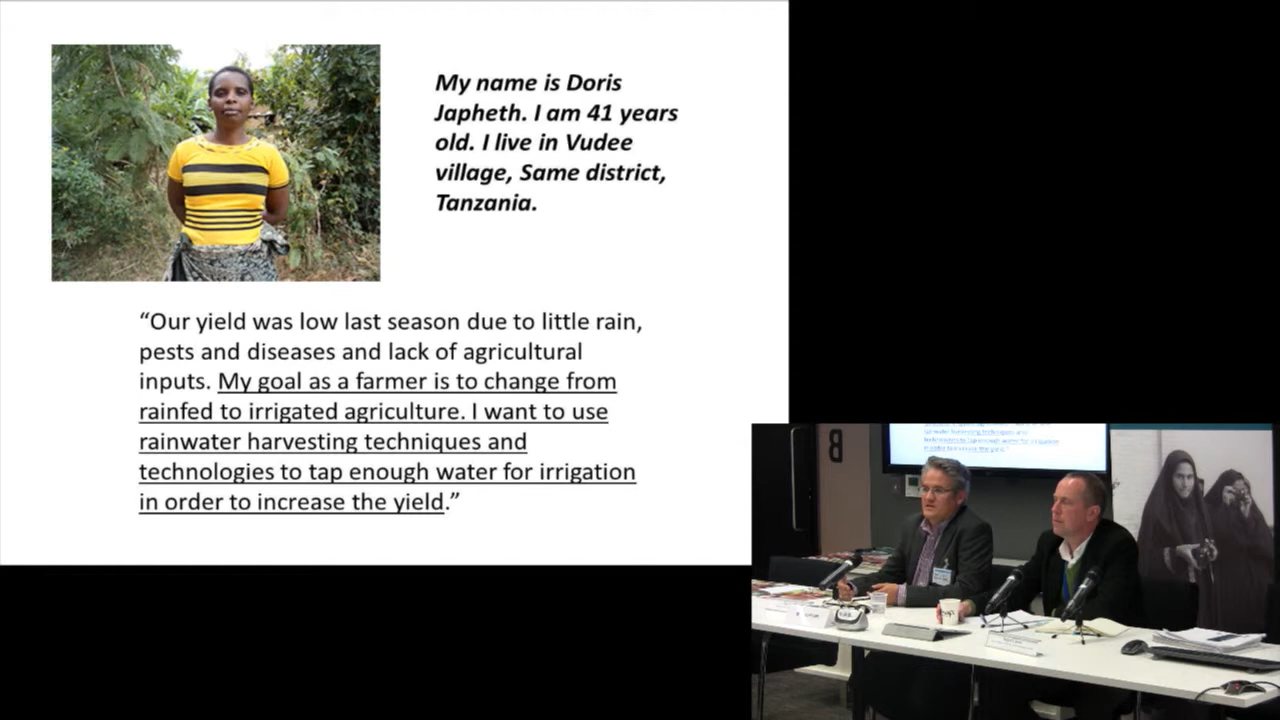 My name is Doris
Japheth. I am 41 years
old. I live in Vudee
village, Same district,
Tanzania.
“Our yield was low last season due to little rain,
pests and diseases and lack of agricultural
inputs. My goal as a farmer is to change from
rainfed to irrigated agriculture. I want to use
rainwater harvesting techniques and
technologies to tap enough water for irrigation
in order to increase the yield.”
B